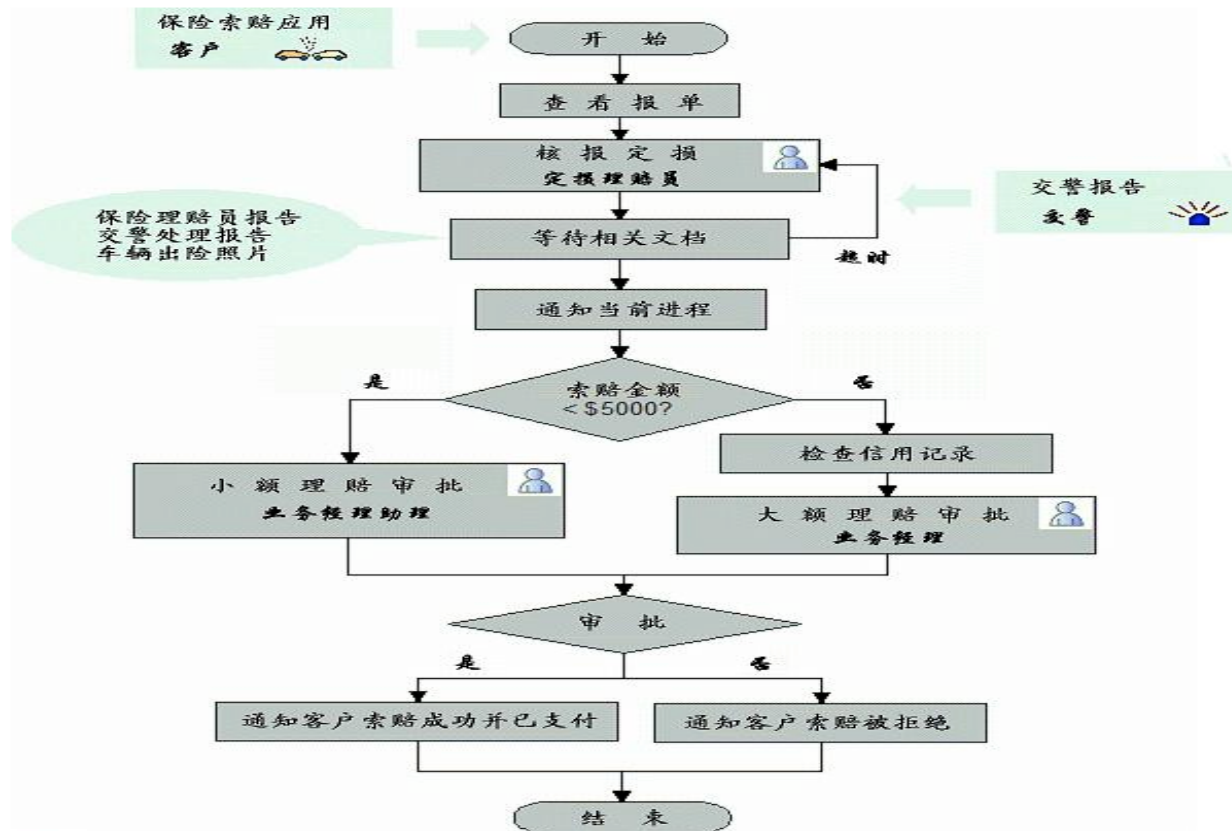 保险索赔应用
客户
开 始
查 看 报 单
核 报 定 损
定损理赔员
交警报告
交警
保险理赔员报告
交警处理报告
车辆出险照片
等待相关文档
超时
通知当前进程
是
索赔金额
<$5000?
否
检查信用记录
小 额 理 赔 审 批
业务经理助理
大 额 理 赔 审 批
业务经理
审 批
是
否
通知客户索赔成功并已支付
通知客户索赔被拒绝
结 束